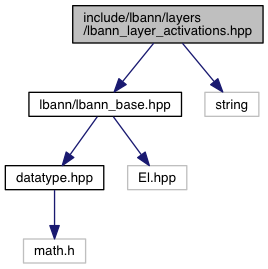 include/lbann/layers
/lbann_layer_activations.hpp
lbann/lbann_base.hpp
string
datatype.hpp
El.hpp
math.h